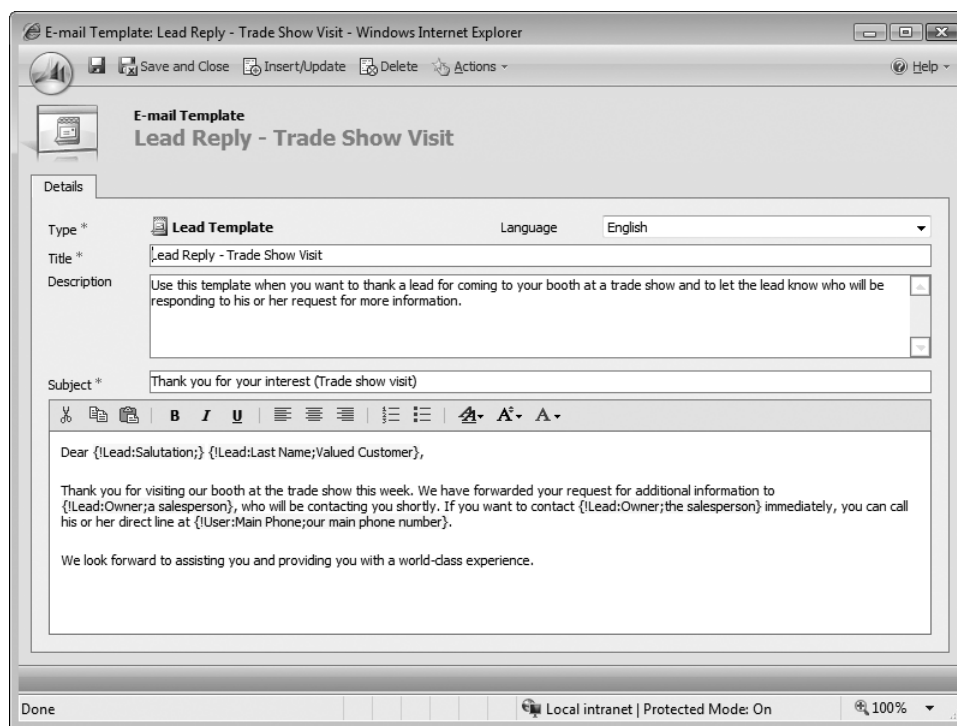 E-mail Template: Lead Reply - Trade Show Visit - Windows Internet Explorer
Save and Close Insert/Update Delete Actions Help
E-mail Template
Lead Reply - Trade Show Visit
Details
Type * Lead Template Language English
Title * Lead Reply - Trade Show Visit
Description Use this template when you want to thank a lead for coming to your booth at a trade show and to let the lead know who will be
responding to his or her request for more information.
Subject * Thank you for your interest (Trade show visit)
B I U A A A
Dear {!Lead:Salutation;} {!Lead:Last Name;Valued Customer},
Thank you for visiting our booth at the trade show this week. We have forwarded your request for additional information to
{!Lead:Owner;a salesperson}, who will be contacting you shortly. If you want to contact {!Lead:Owner;the salesperson} immediately, you can call
his or her direct line at {!User:Main Phone;our main phone number}.
We look forward to assisting you and providing you with a world-class experience.
Done Local intranet | Protected Mode: On 100%